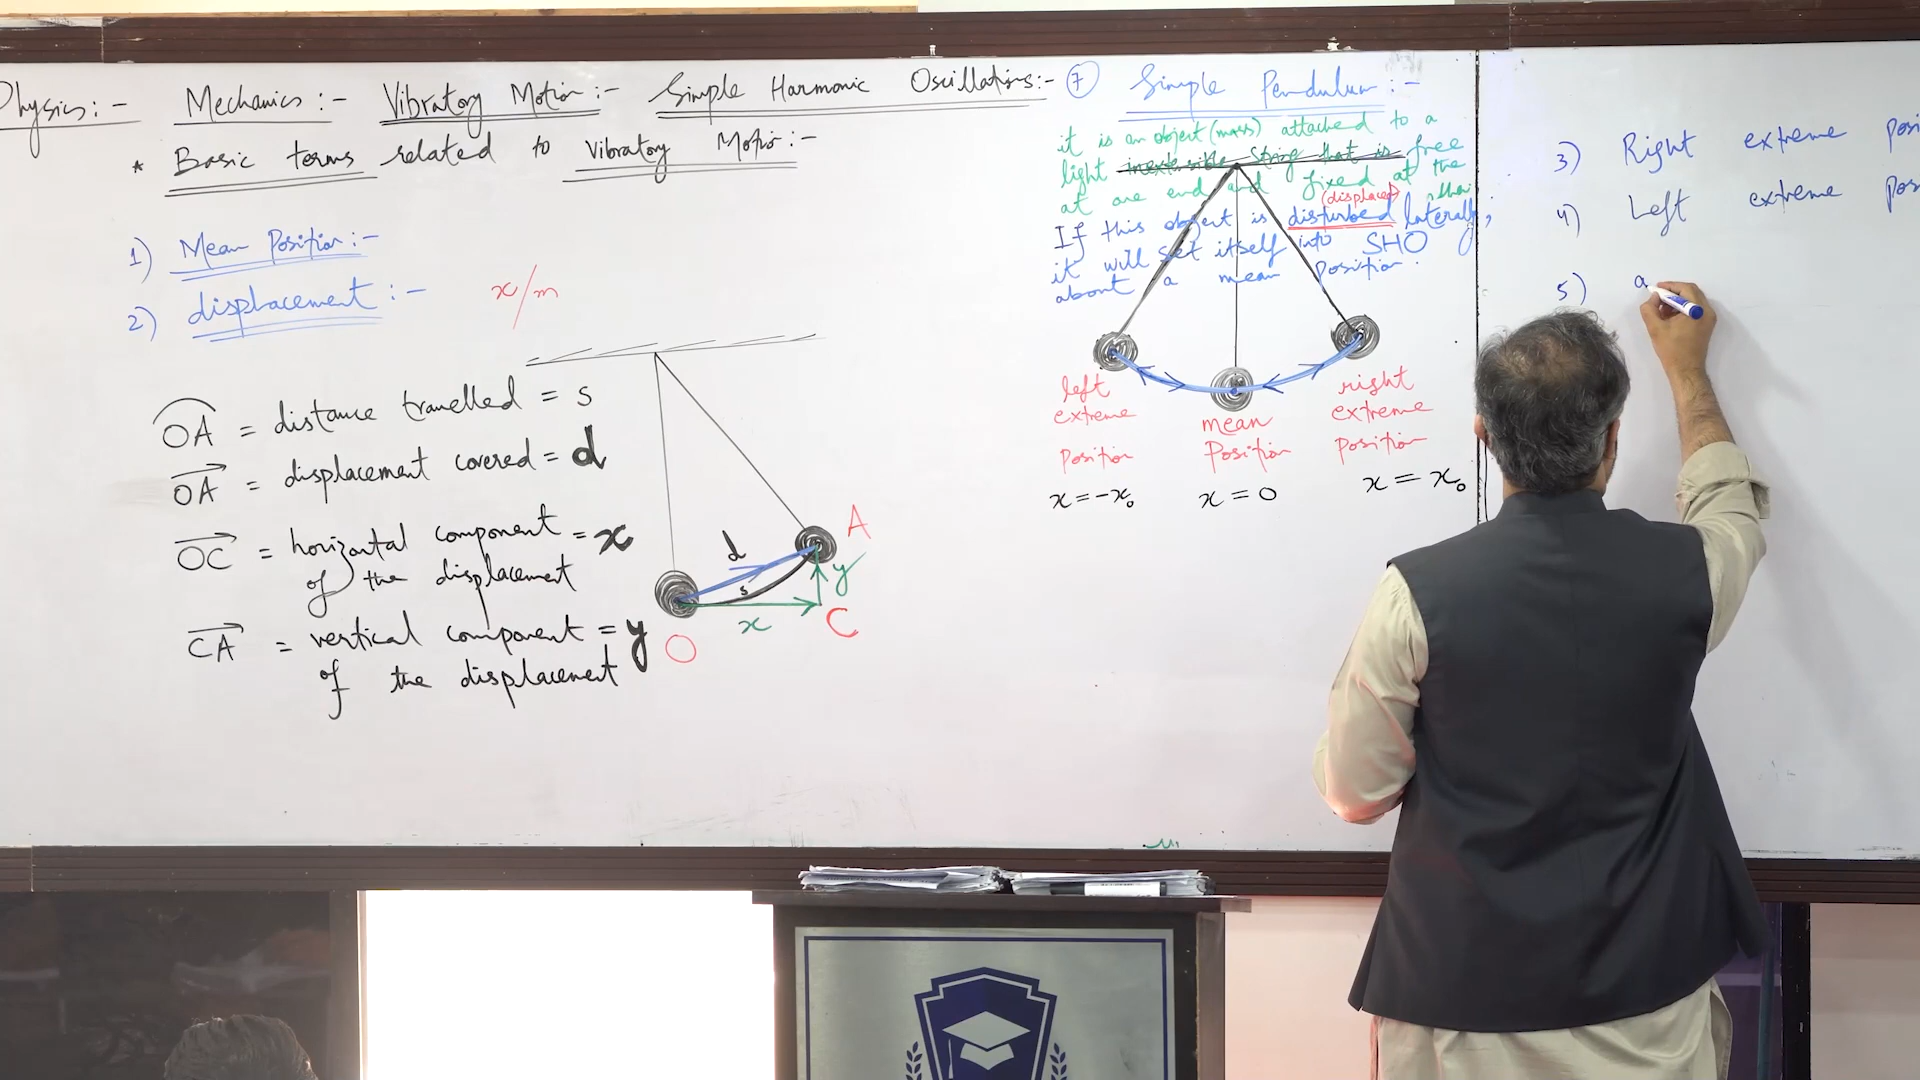 Physics:- Mechanics:- Vibratory Motion:- Simple Harmonic Oscillations:-
* Basic terms related to Vibratory Motion:-
1) Mean Position:-
2) displacement:- x/m
OA = distance travelled = s
OA = displacement covered = d
OC = horizontal component = x
of the displacement
CA = vertical component = y
of the displacement
d
s
A
y
x
C
O
7 Simple Pendulum:-
it is an object (mass) attached to a
light inextensible string that is free
at one end and fixed at the
(displaced)
If this object is disturbed laterally,
it will set itself into SHO
about a mean position.
left
extreme
position
x = -x₀
mean
Position
x = 0
right
extreme
position
x = x₀
3) Right extreme posi
4) Left extreme pos
5) a